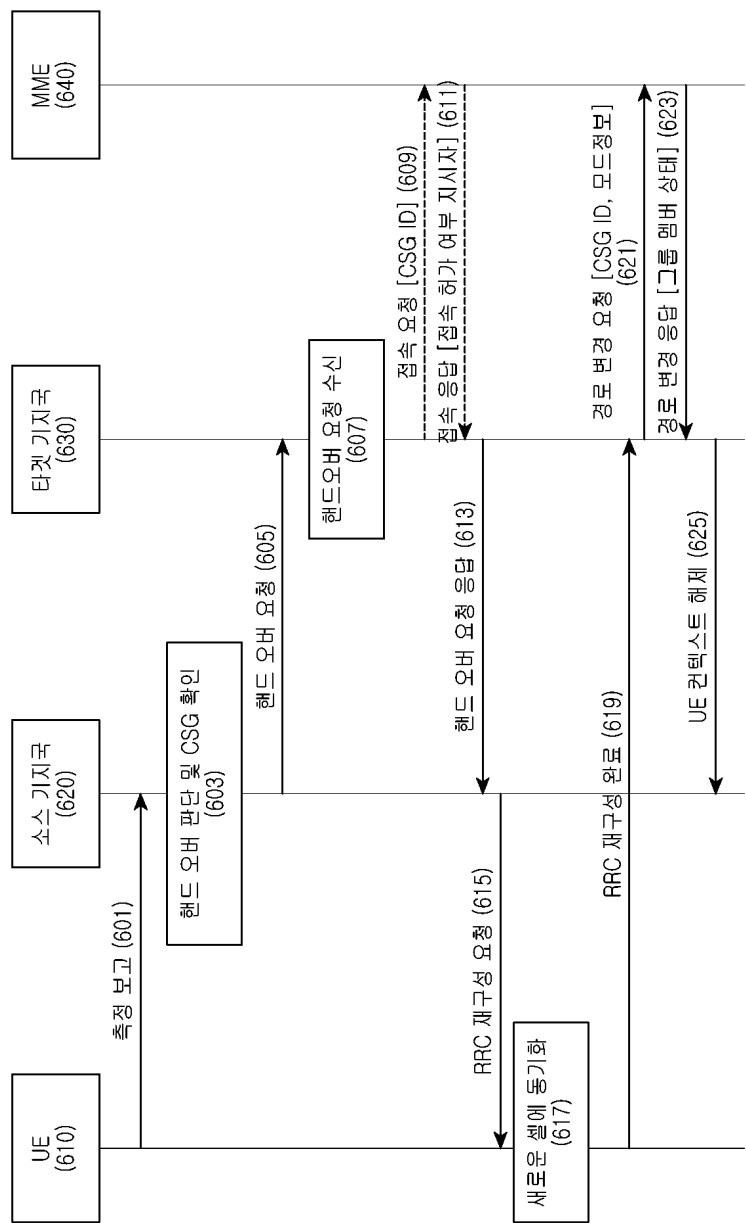 UE
(610)
소스 기지국
(620)
타겟 기지국
(630)
MME
(640)
측정 보고 (601)
핸드 오버 판단 및 CSG 확인
(603)
핸드 오버 요청 (605)
핸드오버 요청 수신
(607)
접속 요청 [CSG ID] (609)
접속 응답 [접속 허가 여부 지시자] (611)
핸드 오버 요청 응답 (613)
RRC 재구성 요청 (615)
새로운 셀에 동기화
(617)
RRC 재구성 완료 (619)
경로 변경 요청 [CSG ID, 모드정보]
(621)
경로 변경 응답 [그룹 멤버 상태] (623)
UE 컨텍스트 해제 (625)